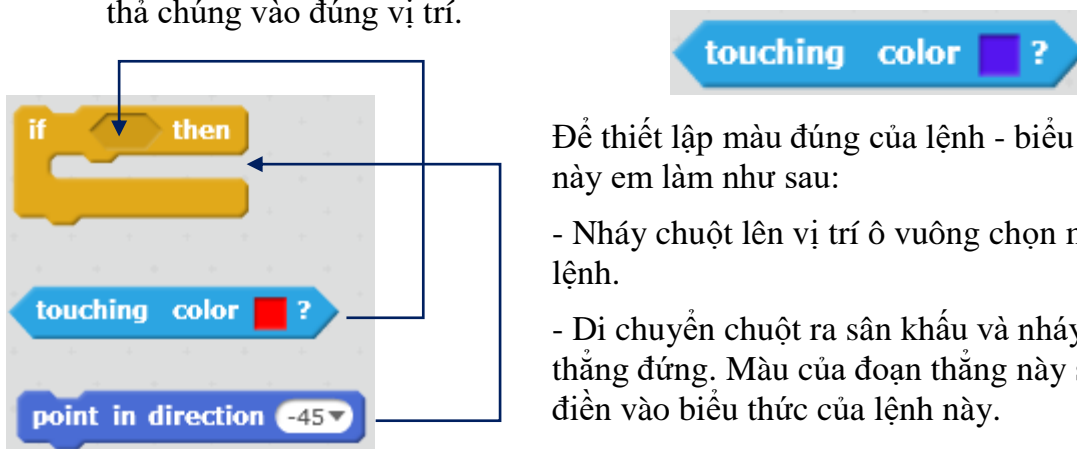 thả chúng vào đúng vị trí.
if then
touching color ?
point in direction -45
touching color ?
Để thiết lập màu đúng của lệnh - biểu
này em làm như sau:
- Nháy chuột lên vị trí ô vuông chọn
lệnh.
- Di chuyển chuột ra sân khấu và nháy
thẳng đứng. Màu của đoạn thẳng này
điền vào biểu thức của lệnh này.